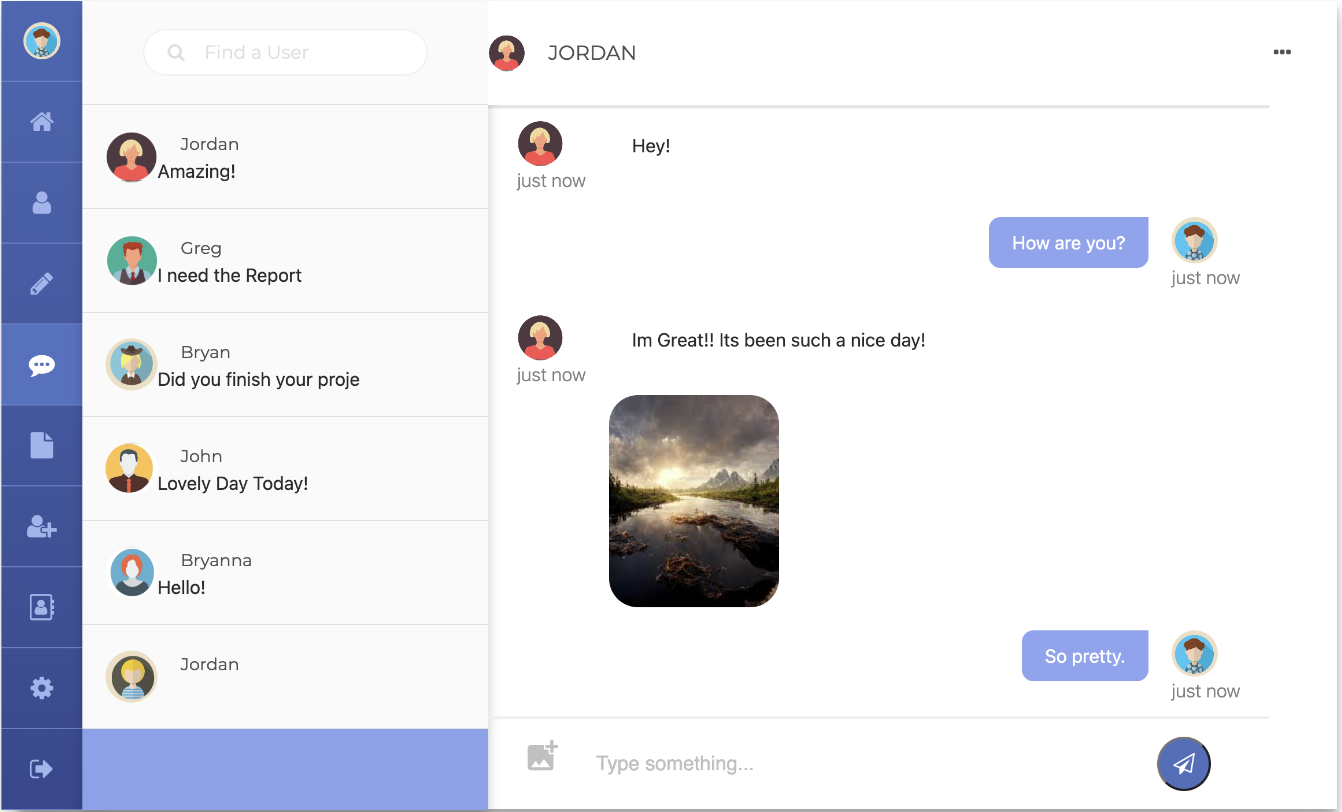 Find a User
JORDAN
Jordan
Amazing!
Greg
I need the Report
Bryan
Did you finish your proje
John
Lovely Day Today!
Bryanna
Hello!
Jordan
Hey!
just now
How are you?
just now
Im Great!! Its been such a nice day!
just now
So pretty.
just now
Type something...